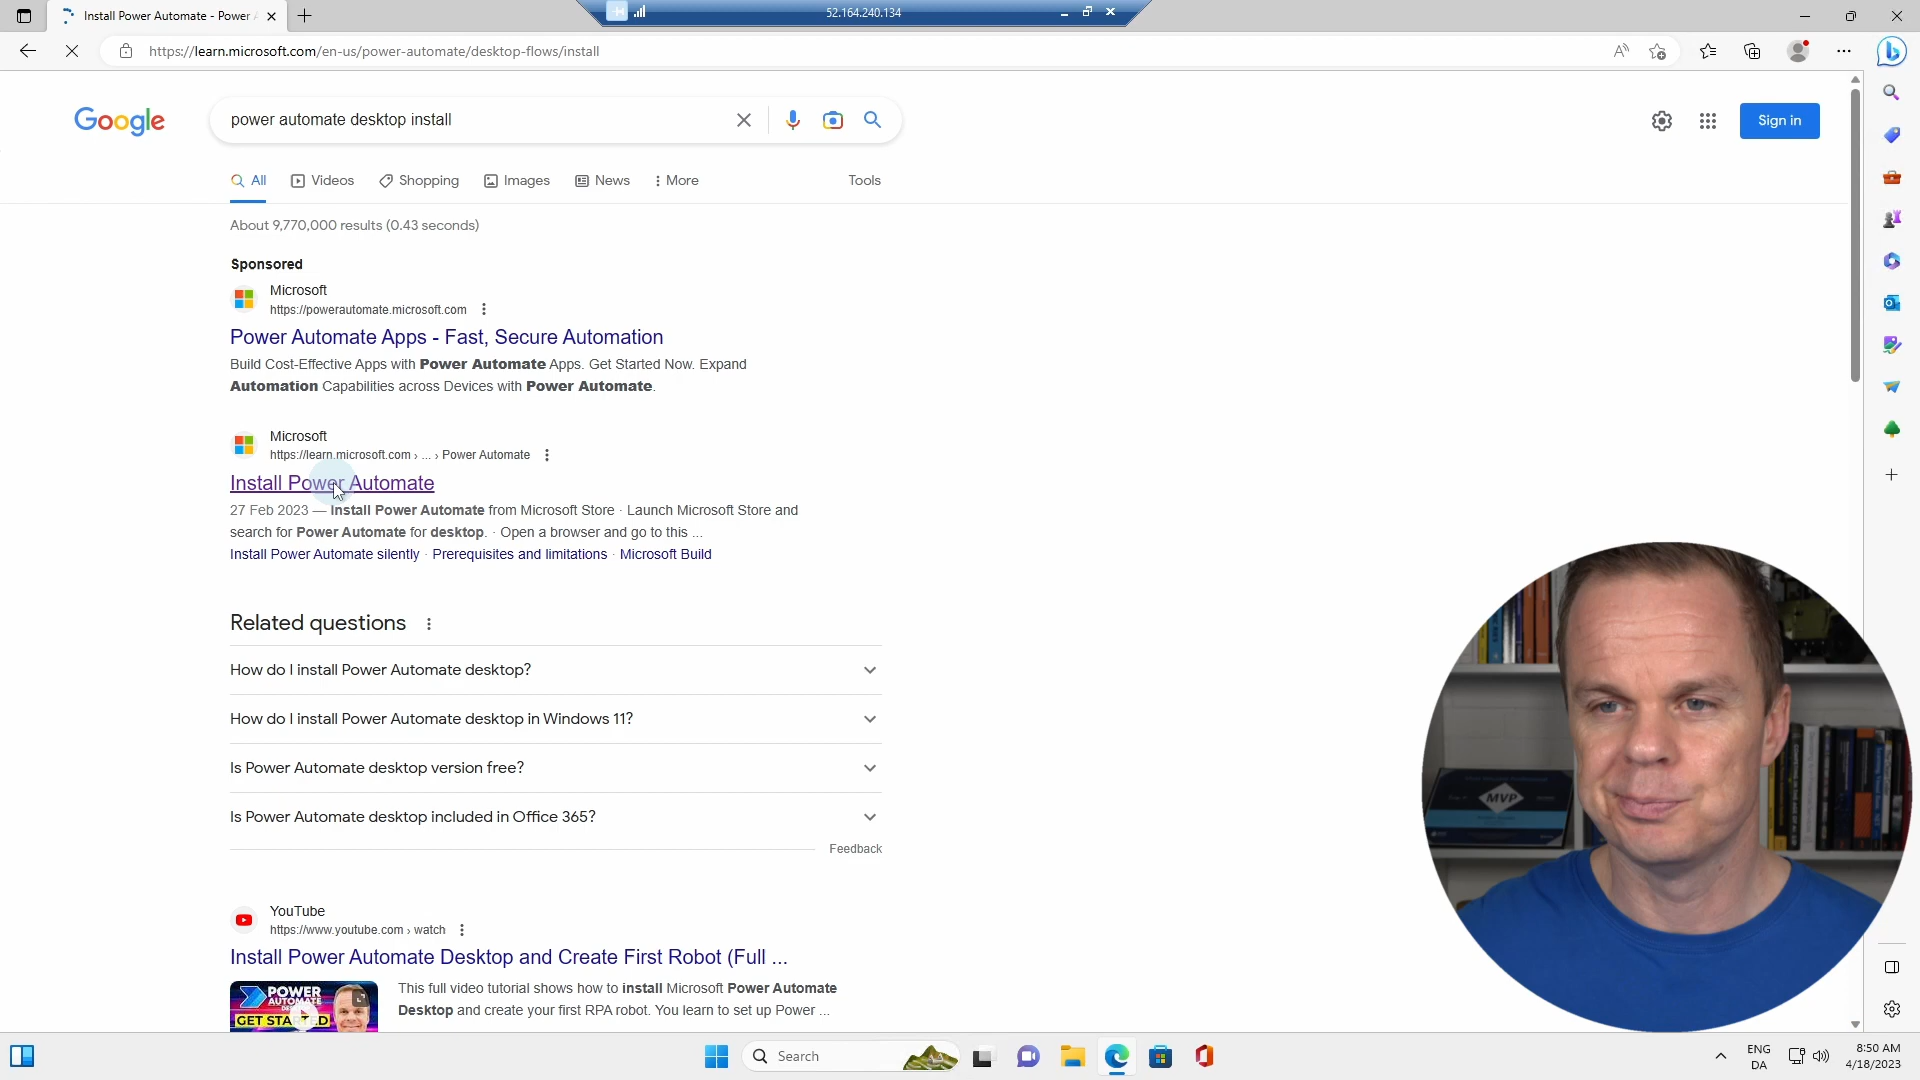 Install Power Automate - Power A
52.164.240.134
https://learn.microsoft.com/en-us/power-automate/desktop-flows/install
Google
power automate desktop install
Sign in
All
Videos
Shopping
Images
News
More
Tools
About 9,770,000 results (0.43 seconds)
Sponsored
Microsoft
https://powerautomate.microsoft.com
Power Automate Apps - Fast, Secure Automation
Build Cost-Effective Apps with Power Automate Apps. Get Started Now. Expand
Automation Capabilities across Devices with Power Automate.
Microsoft
https://learn.microsoft.com › ... › Power Automate
Install Power Automate
27 Feb 2023 — Install Power Automate from Microsoft Store · Launch Microsoft Store and
search for Power Automate for desktop. · Open a browser and go to this ...
Install Power Automate silently · Prerequisites and limitations · Microsoft Build
Related questions
How do I install Power Automate desktop?
How do I install Power Automate desktop in Windows 11?
Is Power Automate desktop version free?
Is Power Automate desktop included in Office 365?
Feedback
YouTube
https://www.youtube.com › watch
Install Power Automate Desktop and Create First Robot (Full ...
POWER
AUTOMATE
GET STARTED
This full video tutorial shows how to install Microsoft Power Automate
Desktop and create your first RPA robot. You learn to set up Power ...
MVP
Search
ENG
DA
8:50 AM
4/18/2023